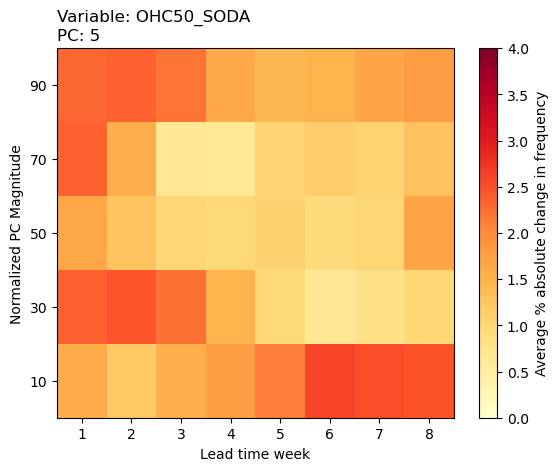 Variable: OHC50_SODA
PC: 5
Normalized PC Magnitude
90
70
50
30
10
1 2 3 4 5 6 7 8
Lead time week
4.0
3.5
3.0
2.5
2.0
1.5
1.0
0.5
0.0
Average % absolute change in frequency